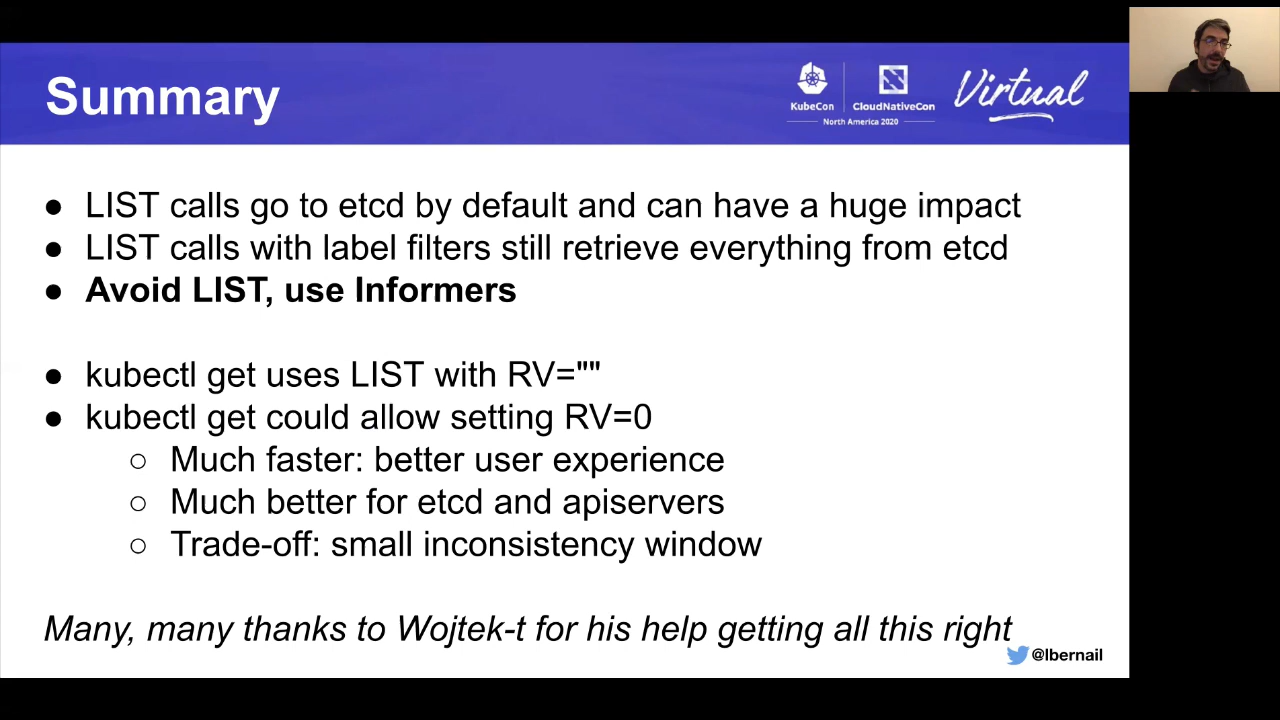 Summary
KubeCon
CloudNativeCon
North America 2020
Virtual
● LIST calls go to etcd by default and can have a huge impact
● LIST calls with label filters still retrieve everything from etcd
● Avoid LIST, use Informers
● kubectl get uses LIST with RV=""
● kubectl get could allow setting RV=0
○ Much faster: better user experience
○ Much better for etcd and apiservers
○ Trade-off: small inconsistency window
Many, many thanks to Wojtek-t for his help getting all this right
@lbernail